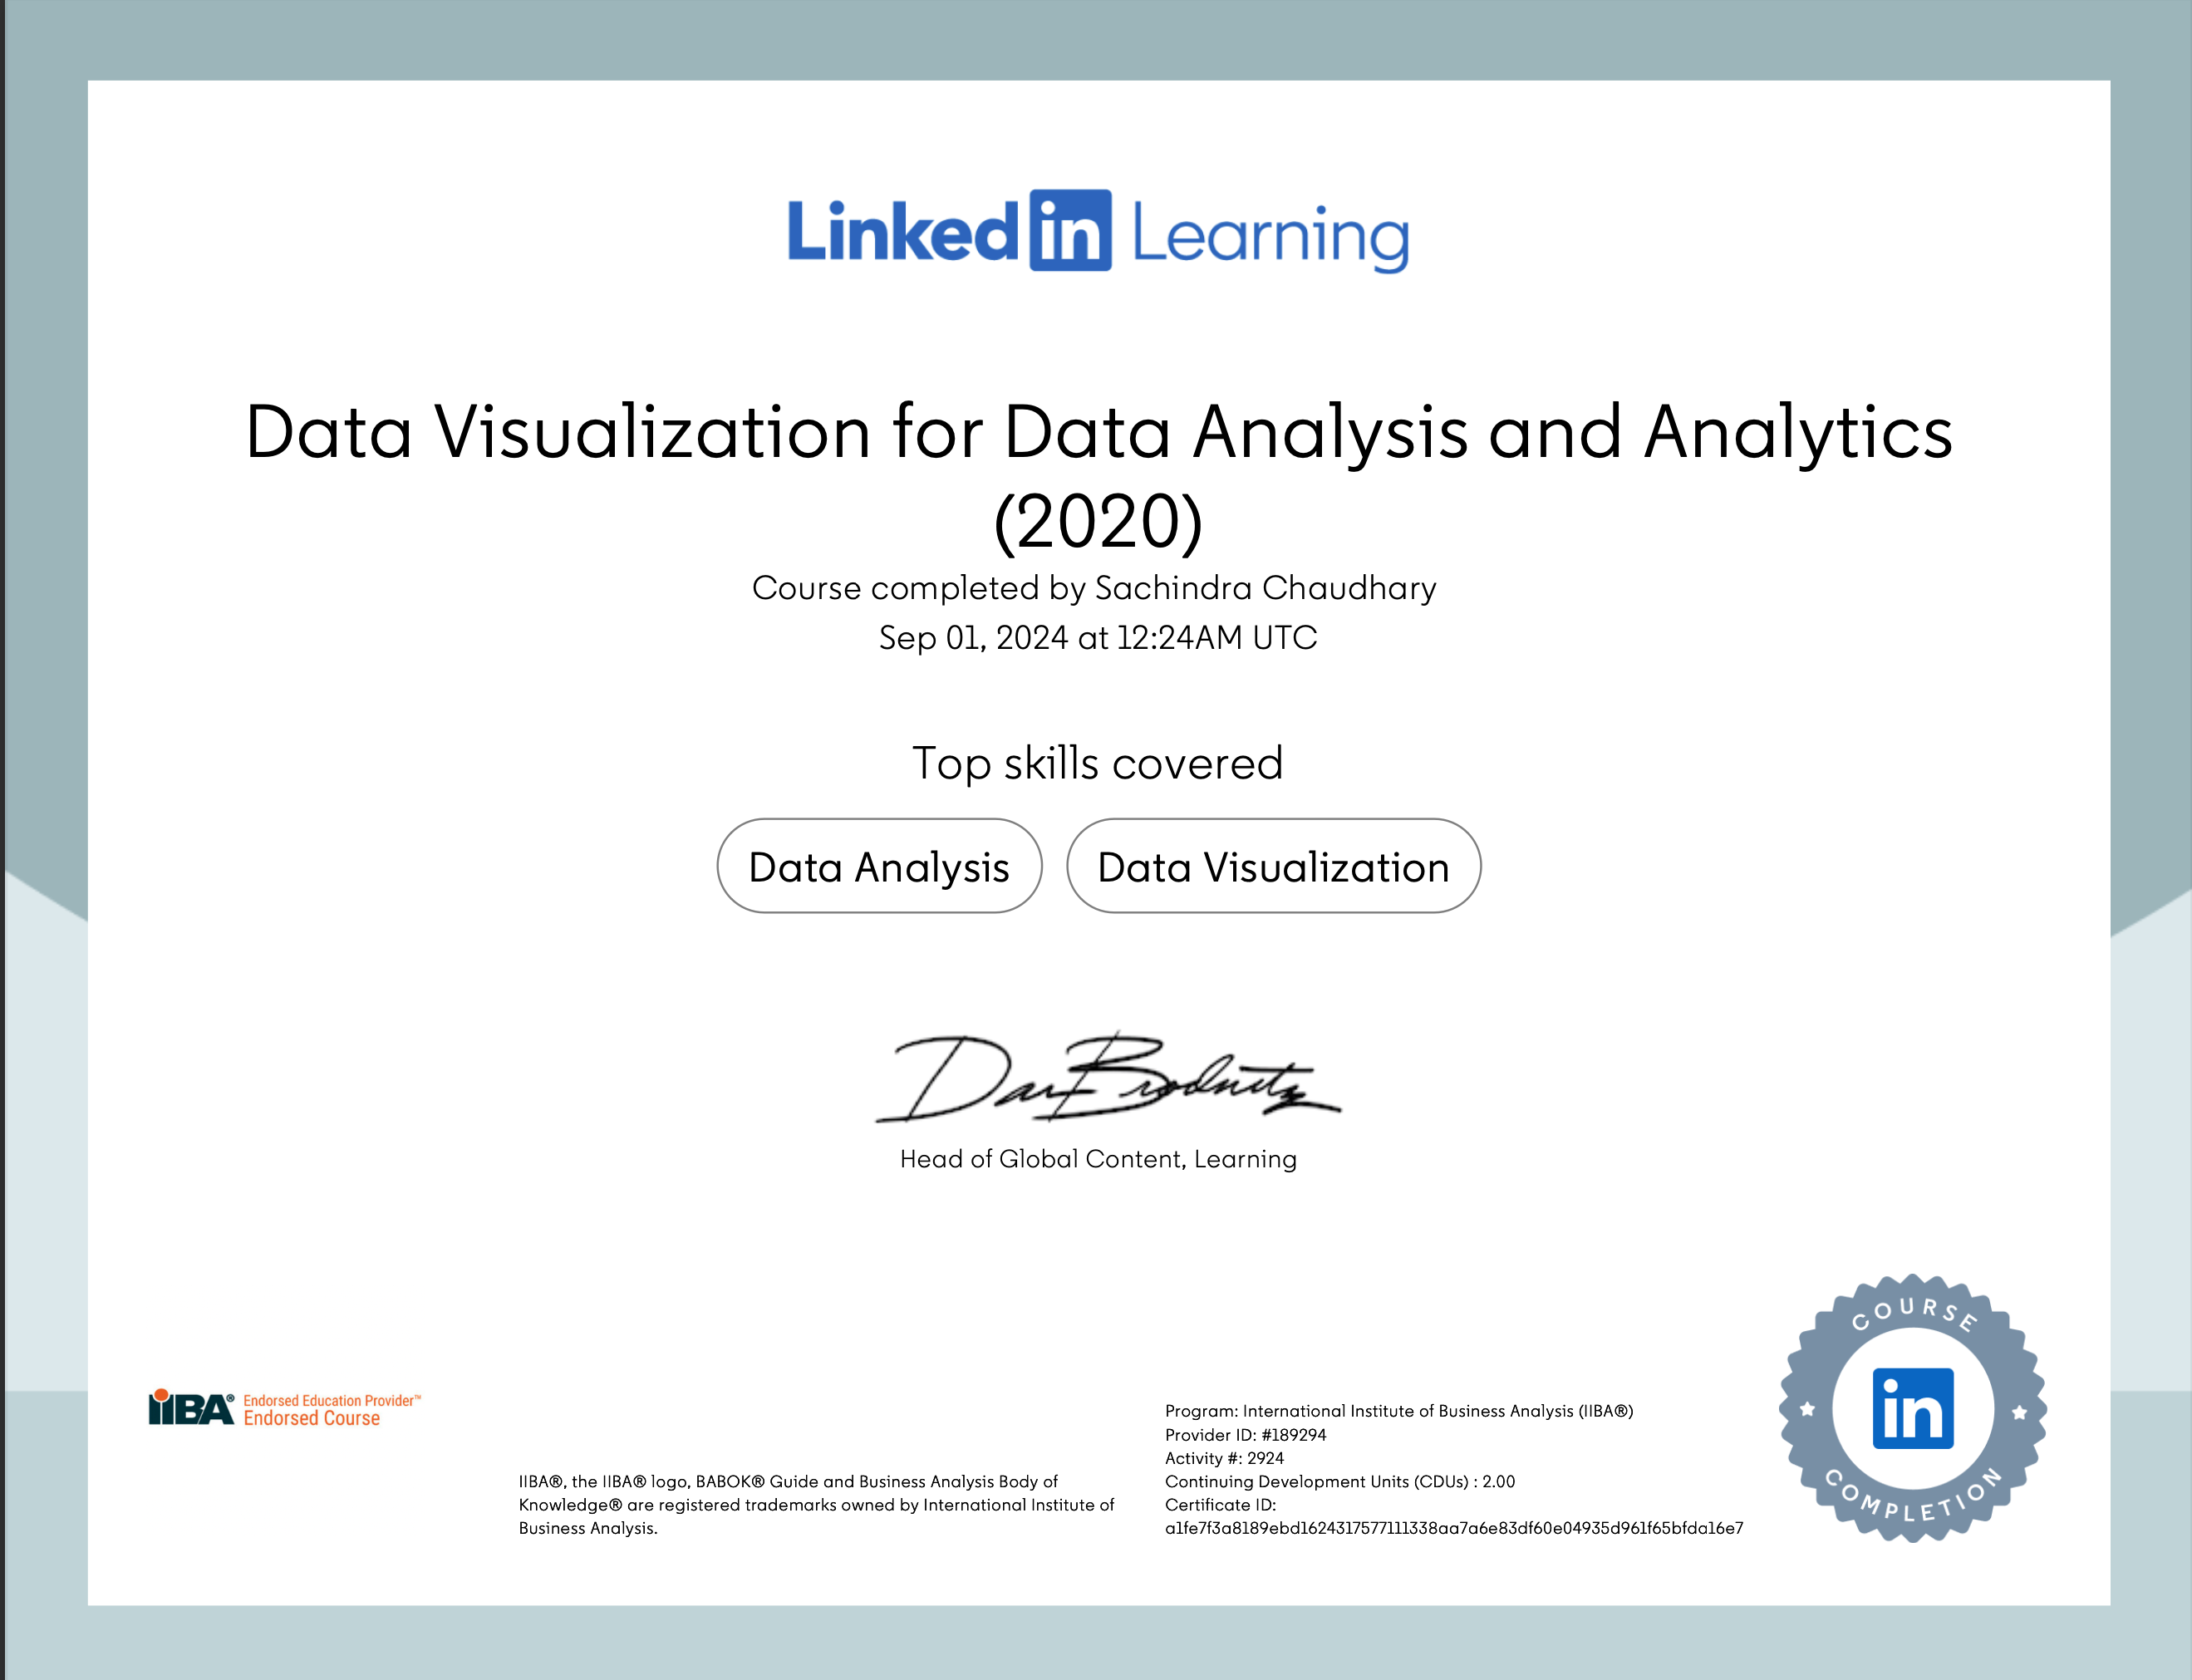 Linked in Learning
Data Visualization for Data Analysis and Analytics
(2020)
Course completed by Sachindra Chaudhary
Sep 01, 2024 at 12:24AM UTC
Top skills covered
Data Analysis
Data Visualization
Dan Brodnitz
Head of Global Content, Learning
IIBA® Endorsed Education Provider™
Endorsed Course
IIBA®, the IIBA® logo, BABOK® Guide and Business Analysis Body of
Knowledge® are registered trademarks owned by International Institute of
Business Analysis.
Program: International Institute of Business Analysis (IIBA®)
Provider ID: #189294
Activity #: 2924
Continuing Development Units (CDUs) : 2.00
Certificate ID:
a1fe7f3a8189ebd1624317577111338aa7a6e83df60e04935d961f65bfda16e7
COURSE
in
COMPLETION